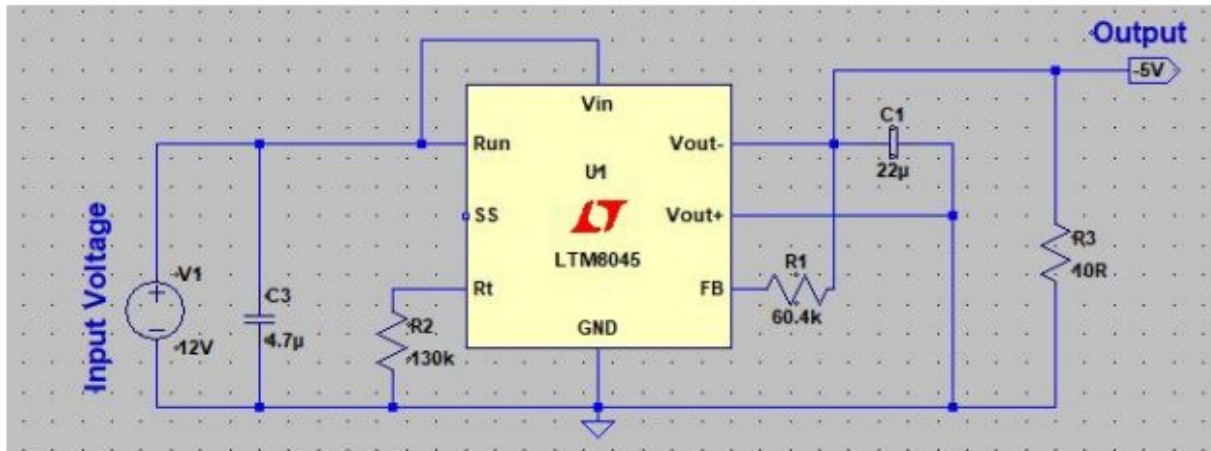 Output
-5V
Vin
C1
Run
Vout-
U1
22µ
Input Voltage
SS
Vout+
V1
LTM8045
R3
C3
R1
10R
Rt
FB
R2
60.4k
4.7µ
GND
12V
130k